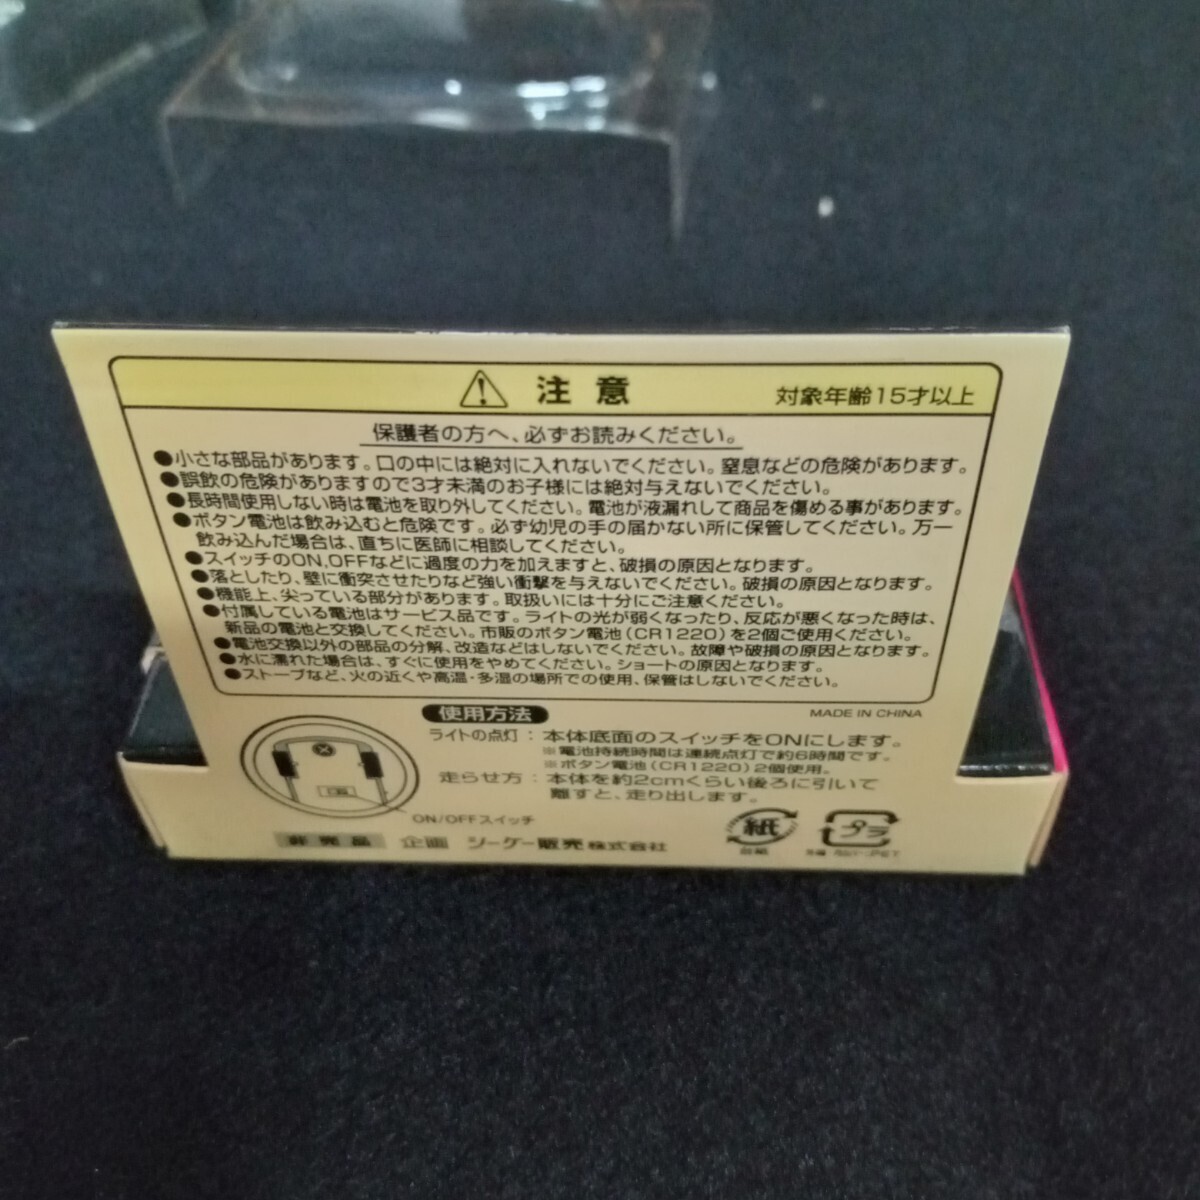 注意 対象年齢15才以上
保護者の方へ、必ずお読みください。
●小さな部品があります。口の中には絶対に入れないでください。窒息などの危険があります。
●誤飲の危険がありますので3才未満のお子様には絶対与えないでください。
●長時間使用しない時は電池を取り外してください。電池が液漏れして商品を傷める事があります。
●ボタン電池は飲み込むと危険です。必ず幼児の手の届かない所に保管してください。万一
飲み込んだ場合は、直ちに医師に相談してください。
●スイッチのON,OFFなどに過度の力を加えますと、破損の原因となります。
●落としたり、壁に衝突させたりなど強い衝撃を与えないでください。破損の原因となります。
●機能上、尖っている部分があります。取扱いには十分にご注意ください。
●付属している電池はサービス品です。ライトの光が弱くなったり、反応が悪くなった時は、
新品の電池と交換してください。市販のボタン電池(CR1220)を2個ご使用ください。
●電池交換以外の部品の分解、改造などはしないでください。故障や破損の原因となります。
●水に濡れた場合は、すぐに使用をやめてください。ショートの原因となります。
●ストーブなど、火の近くや高温・多湿の場所での使用、保管はしないでください。
使用方法 MADE IN CHINA
ライトの点灯：本体底面のスイッチをONにします。
※電池持続時間は連続点灯で約6時間です。
※ボタン電池(CR1220)2個使用。
走らせ方：本体を約2cmくらい後ろに引いて
離すと、走り出します。
ON/OFFスイッチ
非売品 企画 シーケー販売株式会社
紙 プラ
台紙